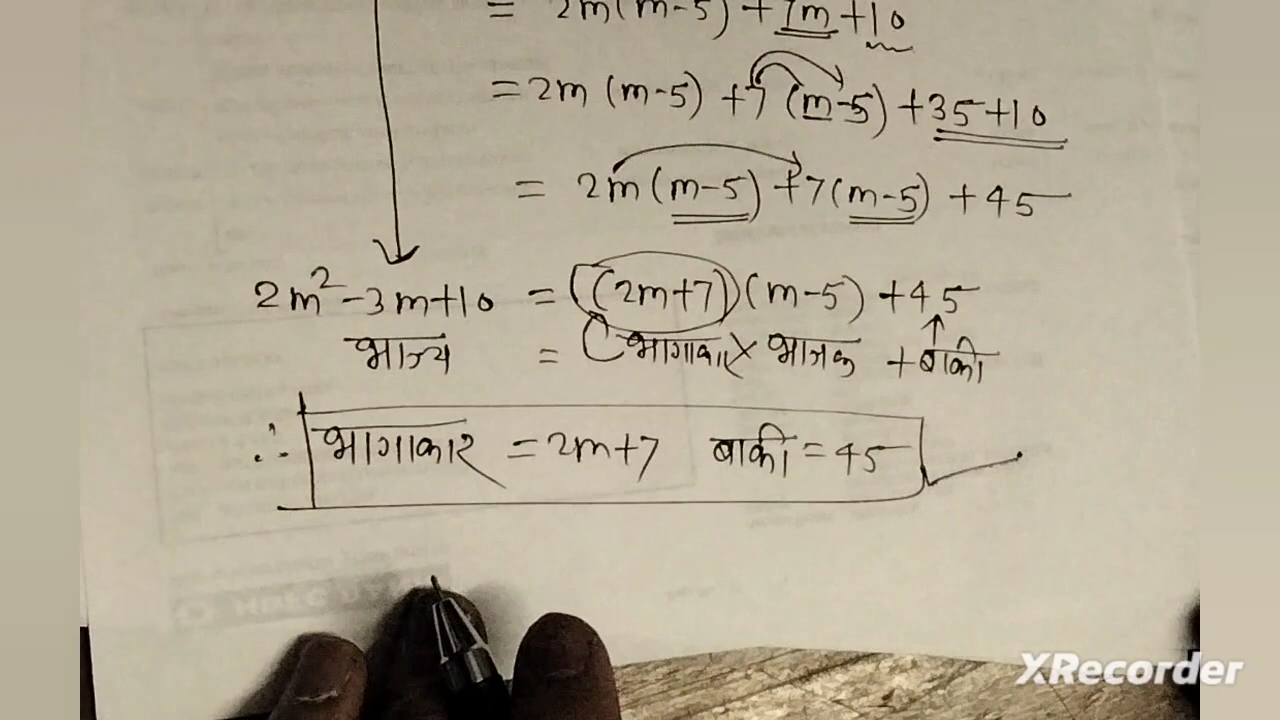 = 2m(m-5) + 7m + 10
= 2m (m-5) + 7 (m-5) + 35 + 10
= 2m (m-5) + 7 (m-5) + 45
2m² - 3m + 10 = ((2m+7)) (m-5) + 45
भाज्य = भागाकार × भाजक + बाकी
∴ भागाकार = 2m+7 बाकी = 45
XRecorder